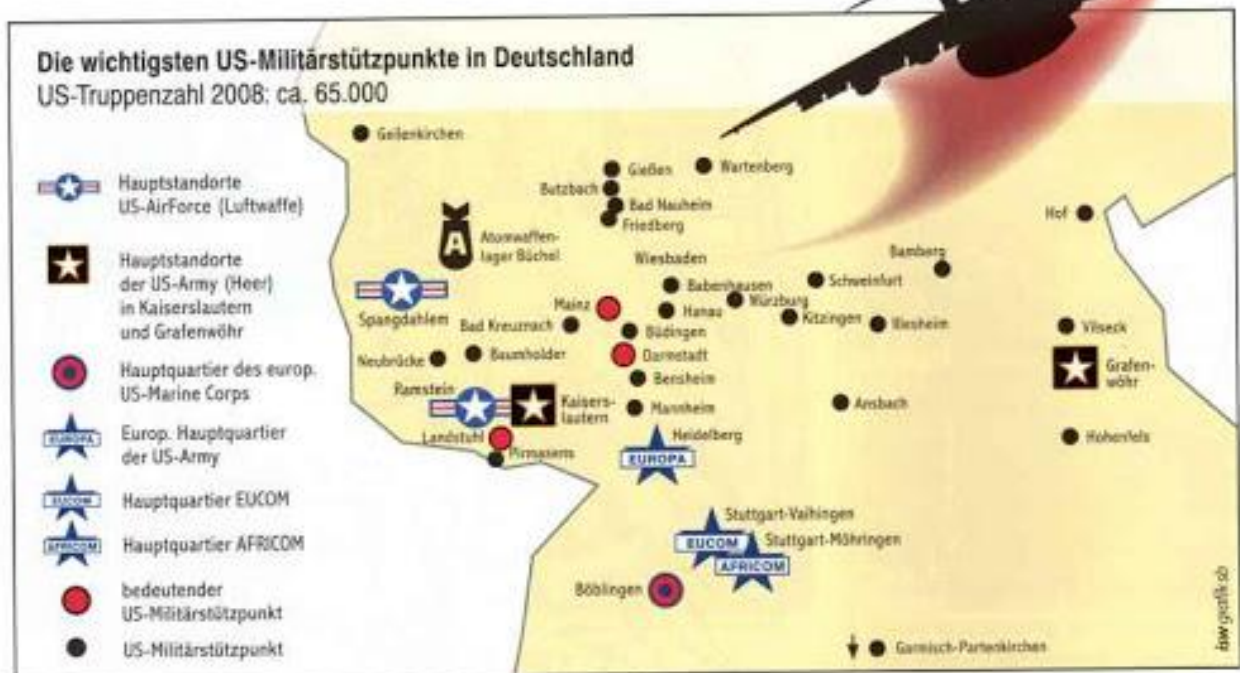 Die wichtigsten US-Militärstützpunkte in Deutschland
US-Truppenzahl 2008: ca. 65.000
Hauptstandorte
US-AirForce (Luftwaffe)
Hauptstandorte
der US-Army (Heer)
in Kaiserslautern
und Grafenwöhr
Hauptquartier des europ.
US-Marine Corps
EUROPA
Europ. Hauptquartier
der US-Army
EUCOM
Hauptquartier EUCOM
AFRICOM
Hauptquartier AFRICOM
bedeutender
US-Militärstützpunkt
US-Militärstützpunkt
Geilenkirchen
Gießen
Wartenberg
Butzbach
Bad Nauheim
Friedberg
Hof
A
Atomwaffen-
lager Büchel
Wiesbaden
Bamberg
Babenhausen
Schweinfurt
Spangdahlem
Mainz
Hanau
Würzburg
Kitzingen
Illesheim
Vilseck
Bad Kreuznach
Büdingen
Neubrücke
Baumholder
Darmstadt
Grafen-
wöhr
Bensheim
Ramstein
Kaisers-
lautern
Mannheim
Ansbach
Landstuhl
Pirmasens
Heidelberg
EUROPA
Hohenfels
Stuttgart-Vaihingen
EUCOM
Stuttgart-Möhringen
AFRICOM
Böblingen
Garmisch-Partenkirchen
isw grafik sb